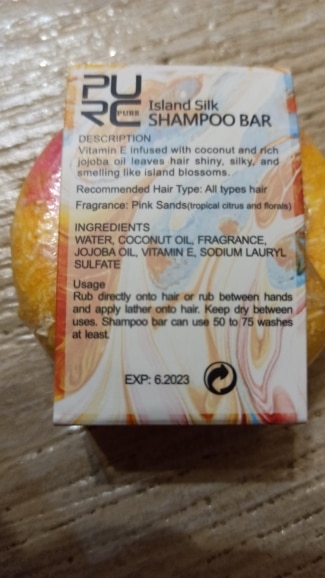 PU
RC PURE
Island Silk
SHAMPOO BAR
DESCRIPTION
Vitamin E infused with coconut and rich
jojoba oil leaves hair shiny, silky, and
smelling like island blossoms.
Recommended Hair Type: All types hair
Fragrance: Pink Sands(tropical citrus and florals)
INGREDIENTS
WATER, COCONUT OIL, FRAGRANCE,
JOJOBA OIL, VITAMIN E, SODIUM LAURYL
SULFATE
Usage
Rub directly onto hair or rub between hands
and apply lather onto hair. Keep dry between
uses. Shampoo bar can use 50 to 75 washes
at least.
EXP: 6.2023